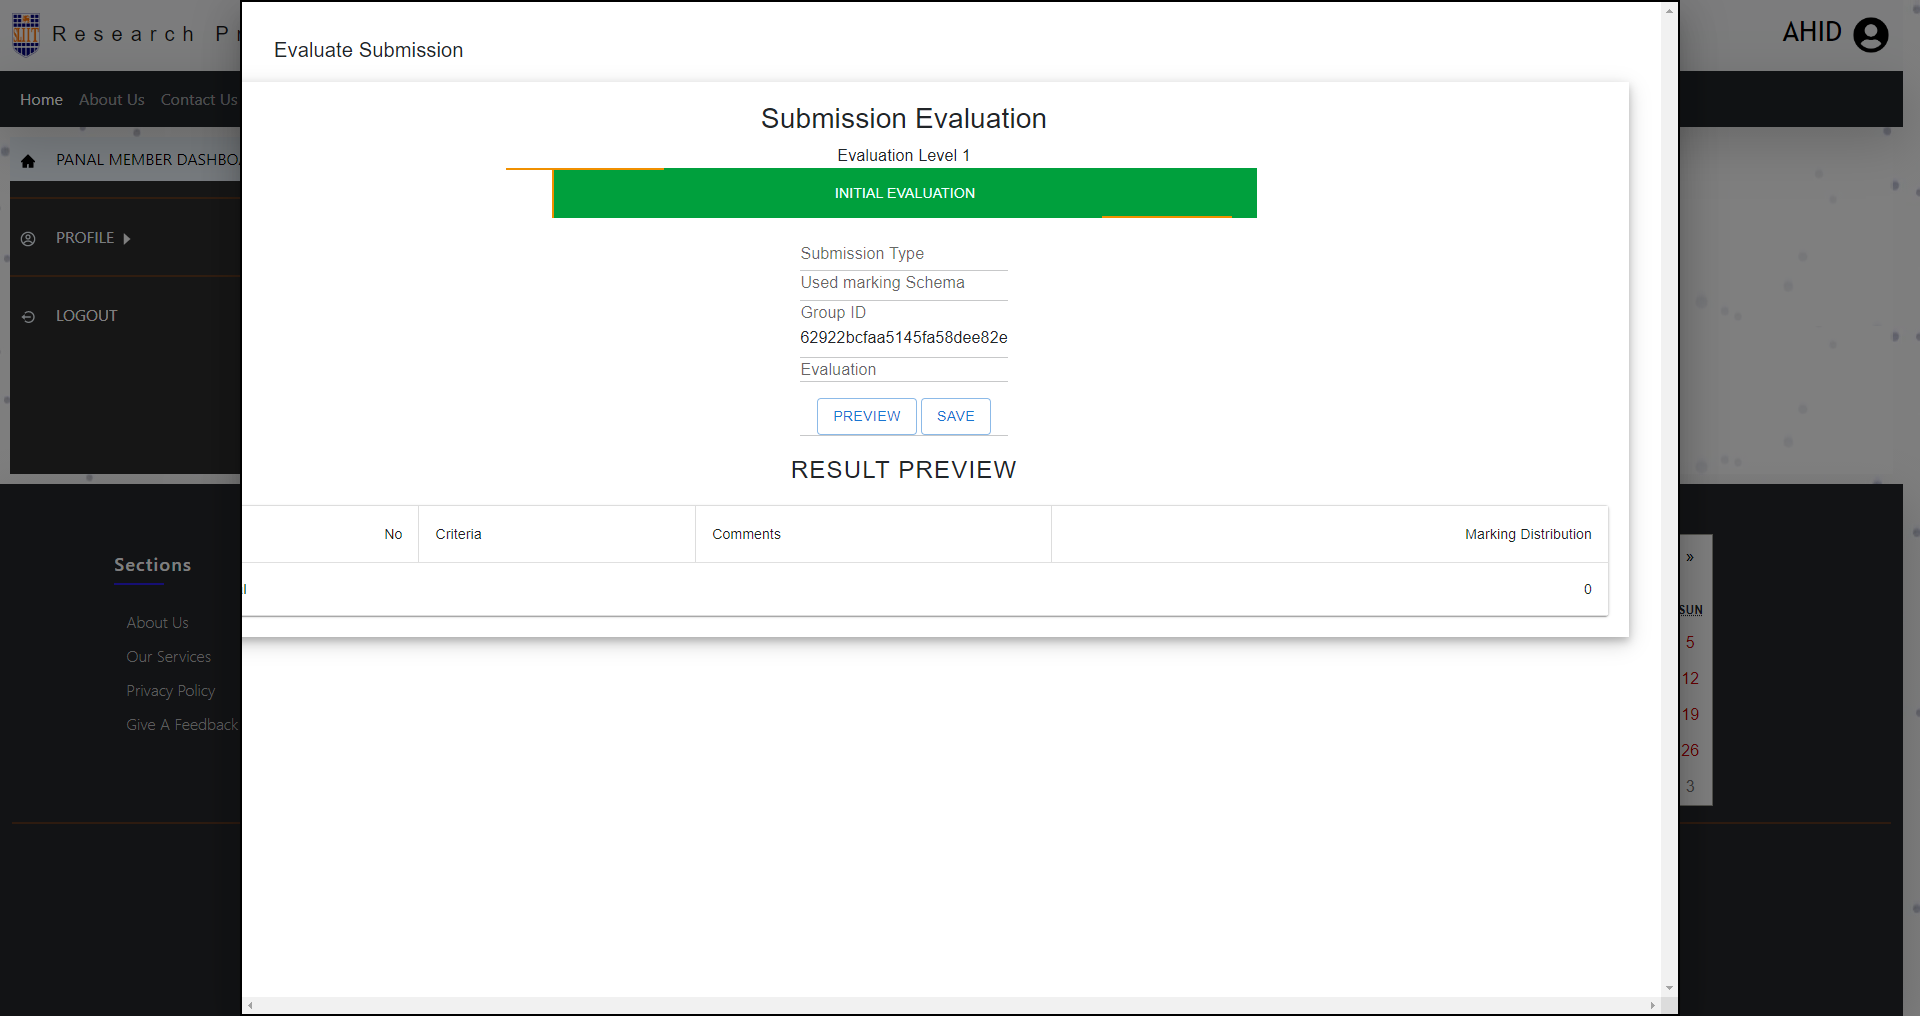 SLIIT
Research Pr
AHID
Home About Us Contact Us
PANAL MEMBER DASHBO
PROFILE
LOGOUT
Evaluate Submission
Submission Evaluation
Evaluation Level 1
INITIAL EVALUATION
Submission Type
Used marking Schema
Group ID
62922bcfaa5145fa58dee82e
Evaluation
PREVIEW SAVE
RESULT PREVIEW
No Criteria Comments Marking Distribution
l 0
Sections
About Us
Our Services
Privacy Policy
Give A Feedback
»
SUN
5
12
19
26
3